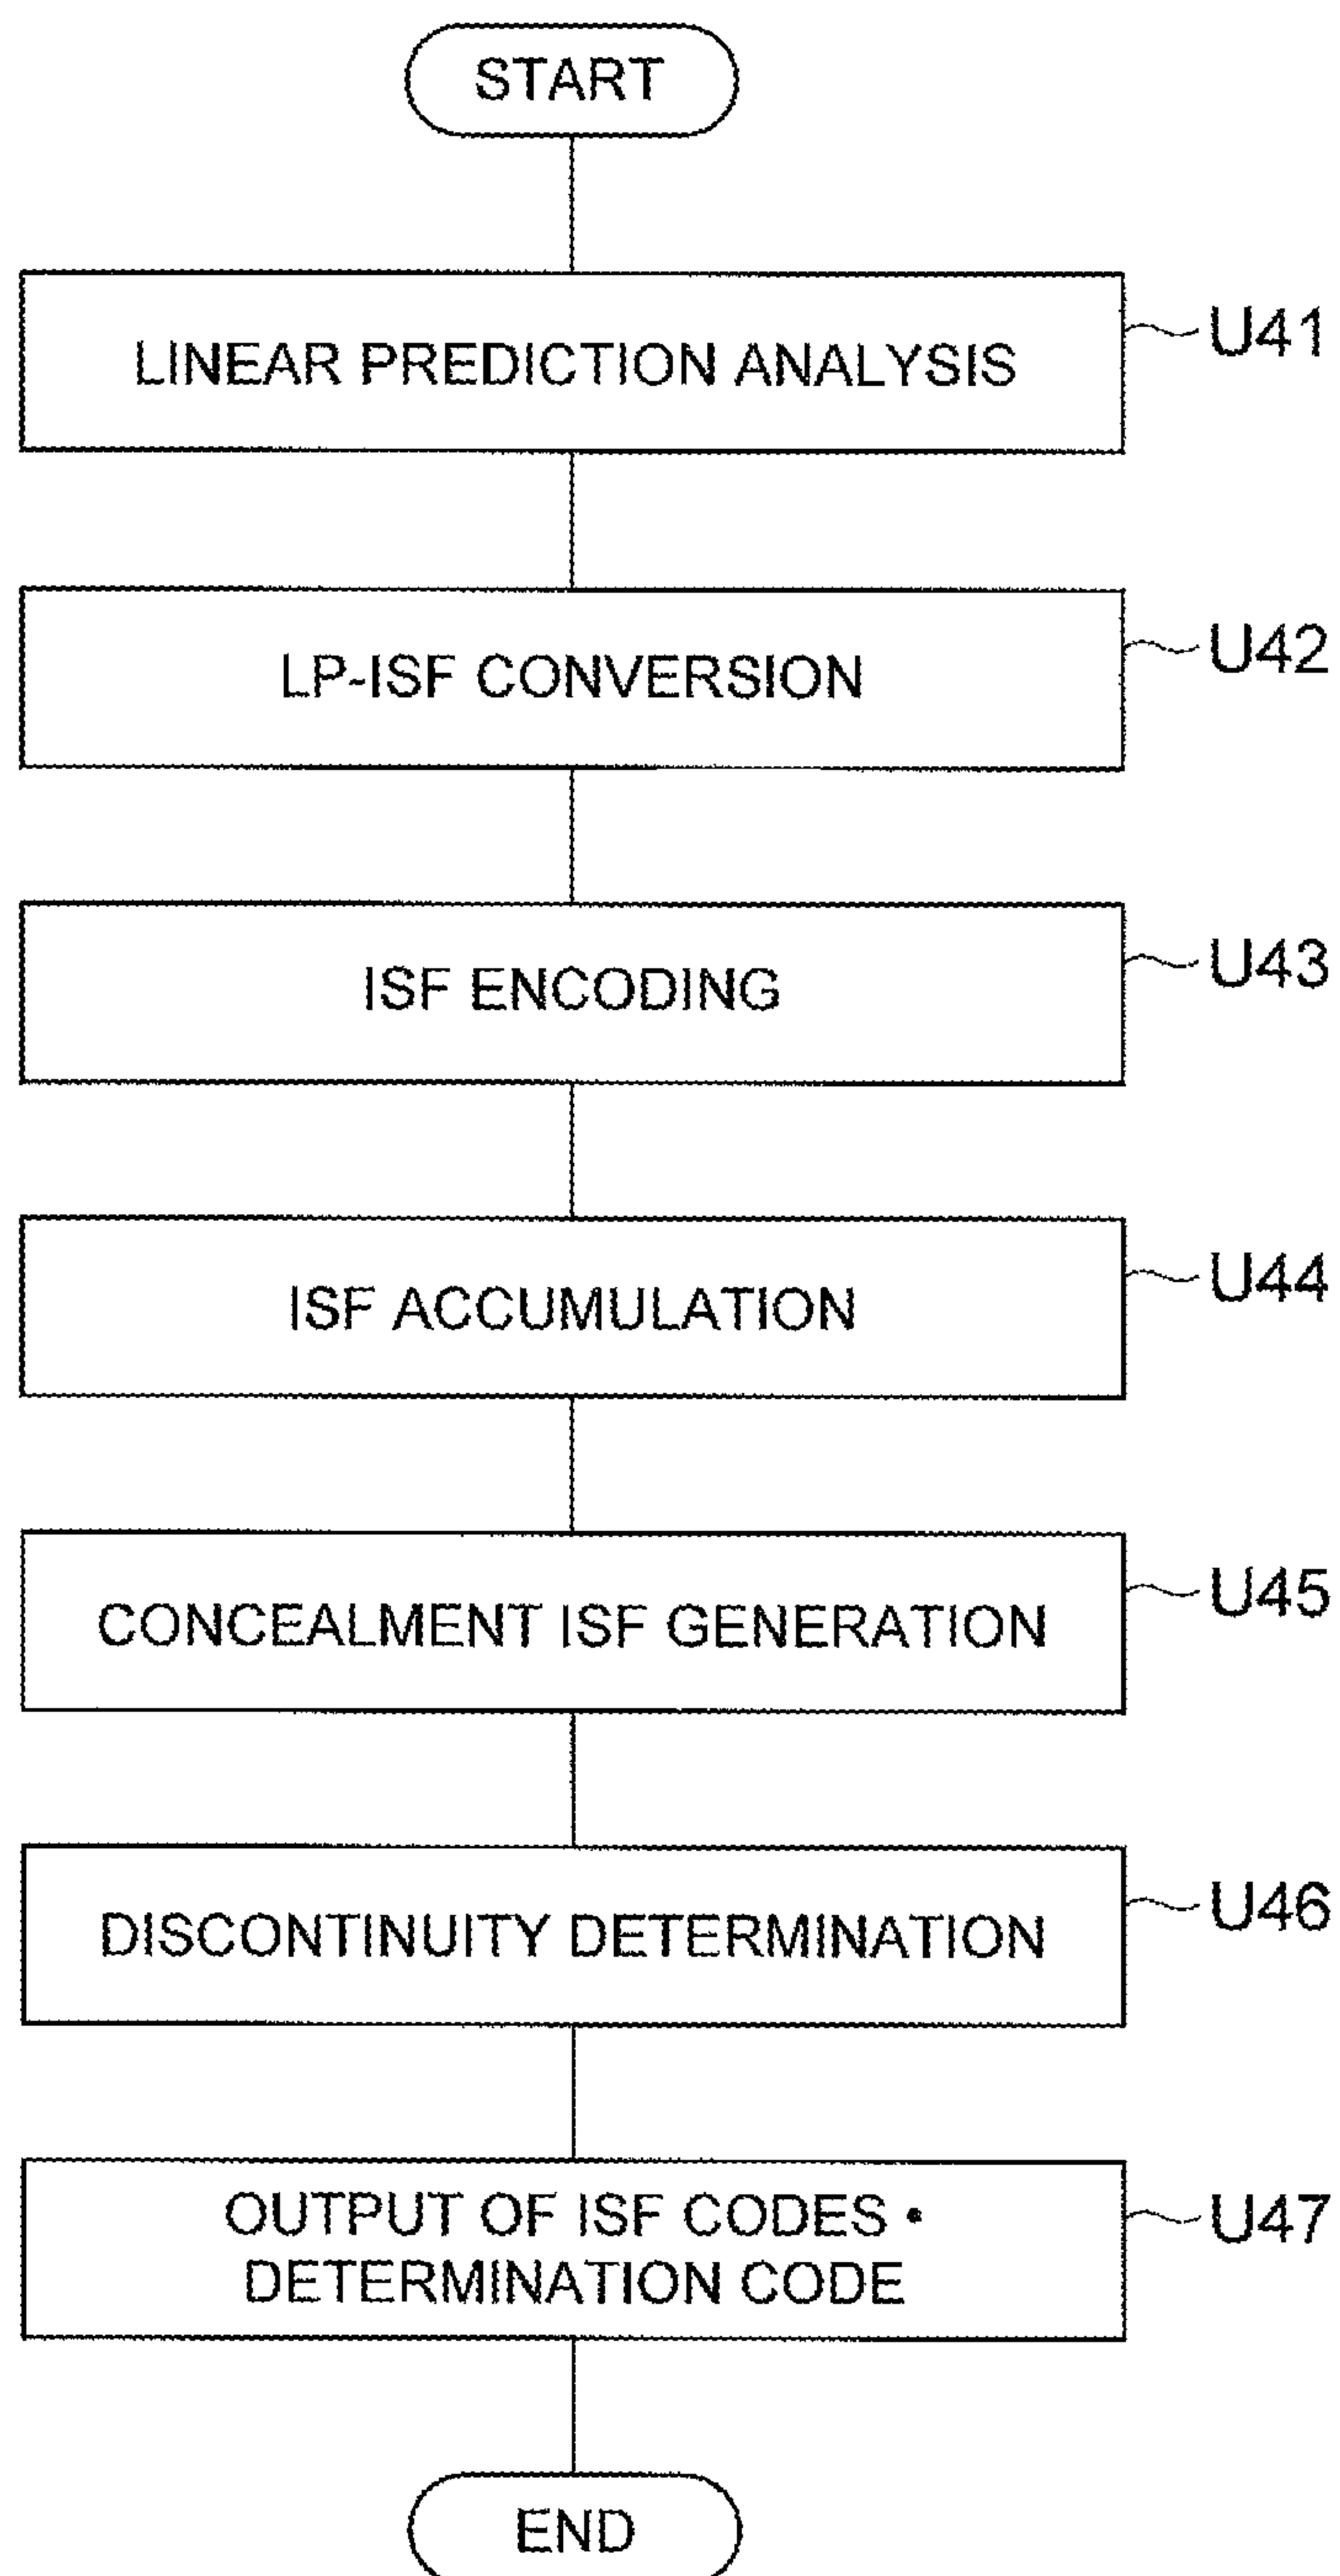 START
LINEAR PREDICTION ANALYSIS
U41
LP-ISF CONVERSION
U42
ISF ENCODING
U43
ISF ACCUMULATION
U44
CONCEALMENT ISF GENERATION
U45
DISCONTINUITY DETERMINATION
U46
OUTPUT OF ISF CODES •
DETERMINATION CODE
U47
END